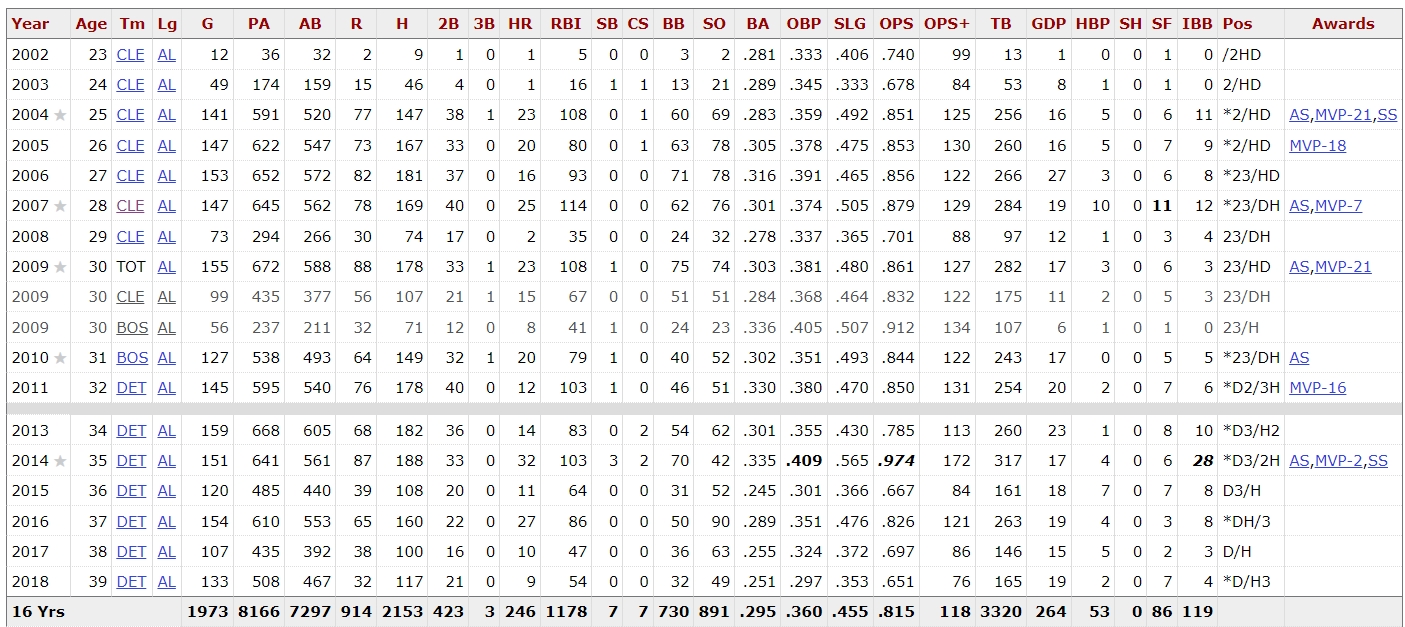 Year Age Tm Lg G PA AB R H 2B 3B HR RBI SB CS BB SO BA OBP SLG OPS OPS+ TB GDP HBP SH SF IBB Pos Awards
2002 23 CLE AL 12 36 32 2 9 1 0 1 5 0 0 3 2 .281 .333 .406 .740 99 13 1 0 0 1 0 /2HD
2003 24 CLE AL 49 174 159 15 46 4 0 1 16 1 1 13 21 .289 .345 .333 .678 84 53 8 1 0 1 0 2/HD
2004 ★ 25 CLE AL 141 591 520 77 147 38 1 23 108 0 1 60 69 .283 .359 .492 .851 125 256 16 5 0 6 11 *2/HD AS,MVP-21,SS
2005 26 CLE AL 147 622 547 73 167 33 0 20 80 0 1 63 78 .305 .378 .475 .853 130 260 16 5 0 7 9 *2/HD MVP-18
2006 27 CLE AL 153 652 572 82 181 37 0 16 93 0 0 71 78 .316 .391 .465 .856 122 266 27 3 0 6 8 *23/HD
2007 ★ 28 CLE AL 147 645 562 78 169 40 0 25 114 0 0 62 76 .301 .374 .505 .879 129 284 19 10 0 11 12 *23/DH AS,MVP-7
2008 29 CLE AL 73 294 266 30 74 17 0 2 35 0 0 24 32 .278 .337 .365 .701 88 97 12 1 0 3 4 23/DH
2009 ★ 30 TOT AL 155 672 588 88 178 33 1 23 108 1 0 75 74 .303 .381 .480 .861 127 282 17 3 0 6 3 23/HD AS,MVP-21
2009 30 CLE AL 99 435 377 56 107 21 1 15 67 0 0 51 51 .284 .368 .464 .832 122 175 11 2 0 5 3 23/DH
2009 30 BOS AL 56 237 211 32 71 12 0 8 41 1 0 24 23 .336 .405 .507 .912 134 107 6 1 0 1 0 23/H
2010 ★ 31 BOS AL 127 538 493 64 149 32 1 20 79 1 0 40 52 .302 .351 .493 .844 122 243 17 0 0 5 5 *23/DH AS
2011 32 DET AL 145 595 540 76 178 40 0 12 103 1 0 46 51 .330 .380 .470 .850 131 254 20 2 0 7 6 *D2/3H MVP-16
2013 34 DET AL 159 668 605 68 182 36 0 14 83 0 2 54 62 .301 .355 .430 .785 113 260 23 1 0 8 10 *D3/H2
2014 ★ 35 DET AL 151 641 561 87 188 33 0 32 103 3 2 70 42 .335 .409 .565 .974 172 317 17 4 0 6 28 *D3/2H AS,MVP-2,SS
2015 36 DET AL 120 485 440 39 108 20 0 11 64 0 0 31 52 .245 .301 .366 .667 84 161 18 7 0 7 8 D3/H
2016 37 DET AL 154 610 553 65 160 22 0 27 86 0 0 50 90 .289 .351 .476 .826 121 263 19 4 0 3 8 *DH/3
2017 38 DET AL 107 435 392 38 100 16 0 10 47 0 0 36 63 .255 .324 .372 .697 86 146 15 5 0 2 3 D/H
2018 39 DET AL 133 508 467 32 117 21 0 9 54 0 0 32 49 .251 .297 .353 .651 76 165 19 2 0 7 4 *D/H3
16 Yrs 1973 8166 7297 914 2153 423 3 246 1178 7 7 730 891 .295 .360 .455 .815 118 3320 264 53 0 86 119